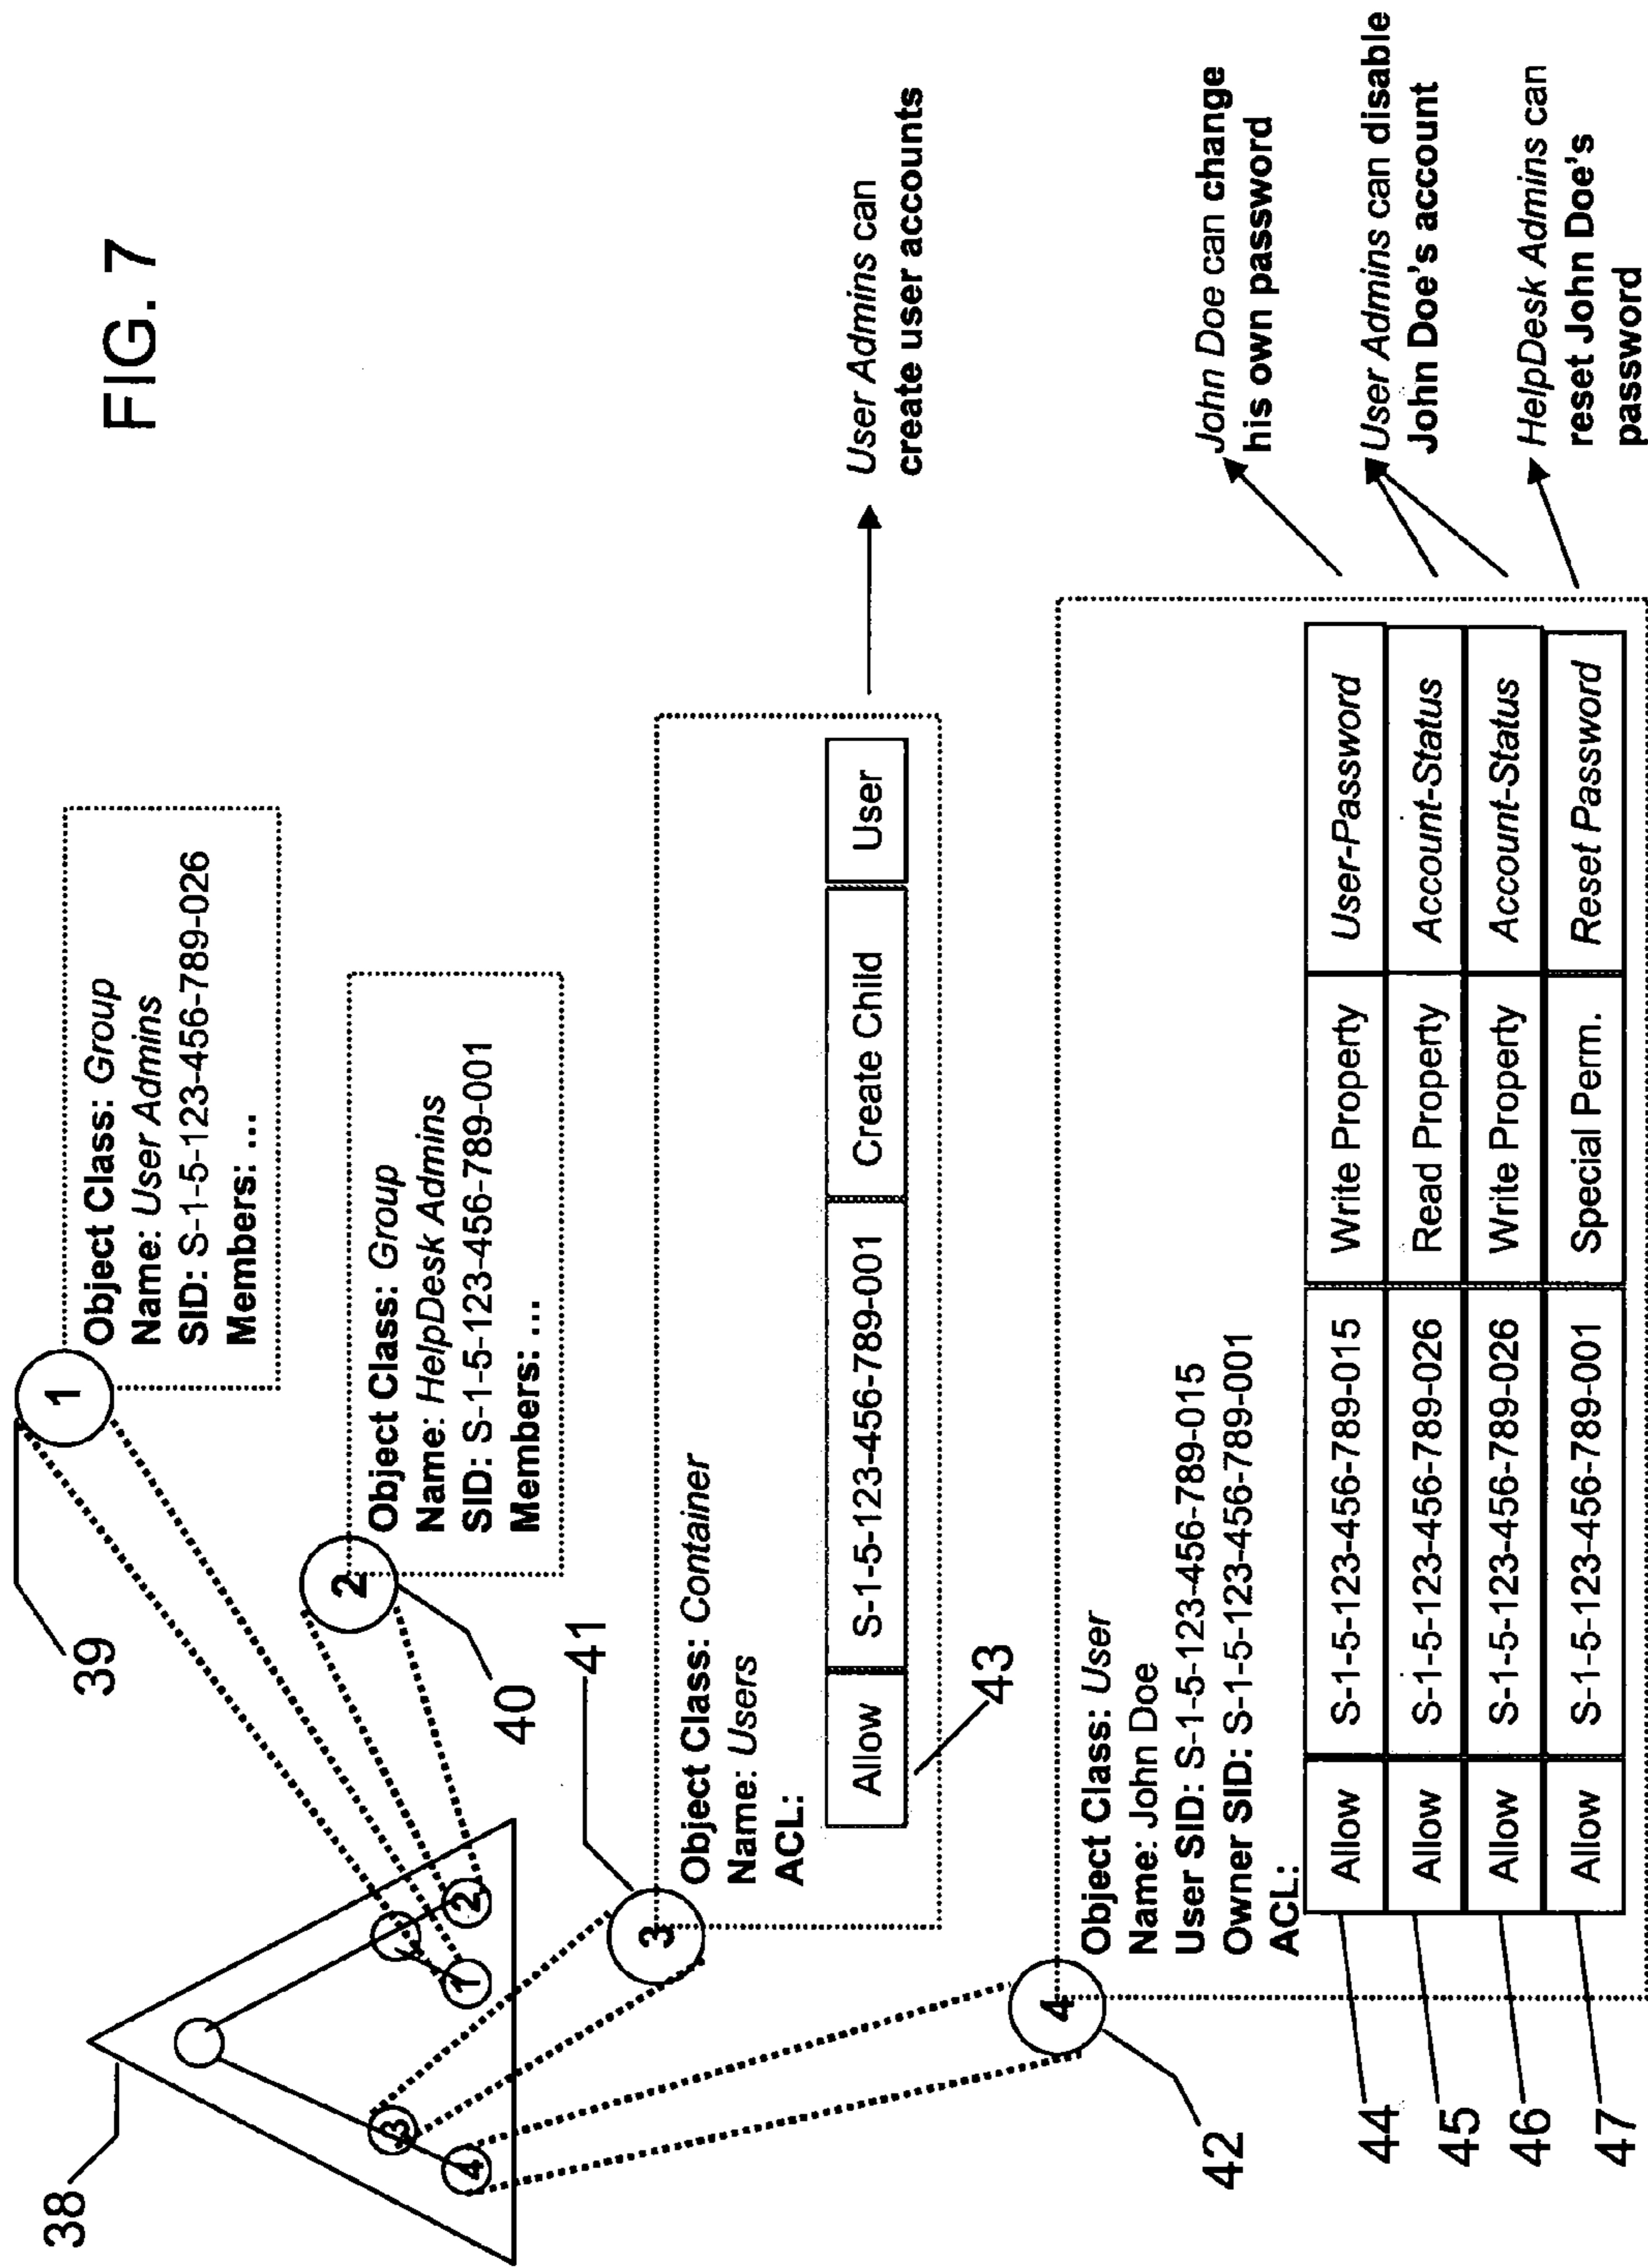 FIG. 7
38
39
1
Object Class: Group
Name: User Admins
SID: S-1-5-123-456-789-026
Members: ...
40
2
Object Class: Group
Name: HelpDesk Admins
SID: S-1-5-123-456-789-001
Members: ...
3
4
1
2
41
3
Object Class: Container
Name: Users
ACL:
Allow S-1-5-123-456-789-001 Create Child User
43
User Admins can
create user accounts
42
4
Object Class: User
Name: John Doe
User SID: S-1-5-123-456-789-015
Owner SID: S-1-5-123-456-789-001
ACL:
44 Allow S-1-5-123-456-789-015 Write Property User-Password
45 Allow S-1-5-123-456-789-026 Read Property Account-Status
46 Allow S-1-5-123-456-789-026 Write Property Account-Status
47 Allow S-1-5-123-456-789-001 Special Perm. Reset Password
John Doe can change
his own password
User Admins can disable
John Doe's account
HelpDesk Admins can
reset John Doe's
password